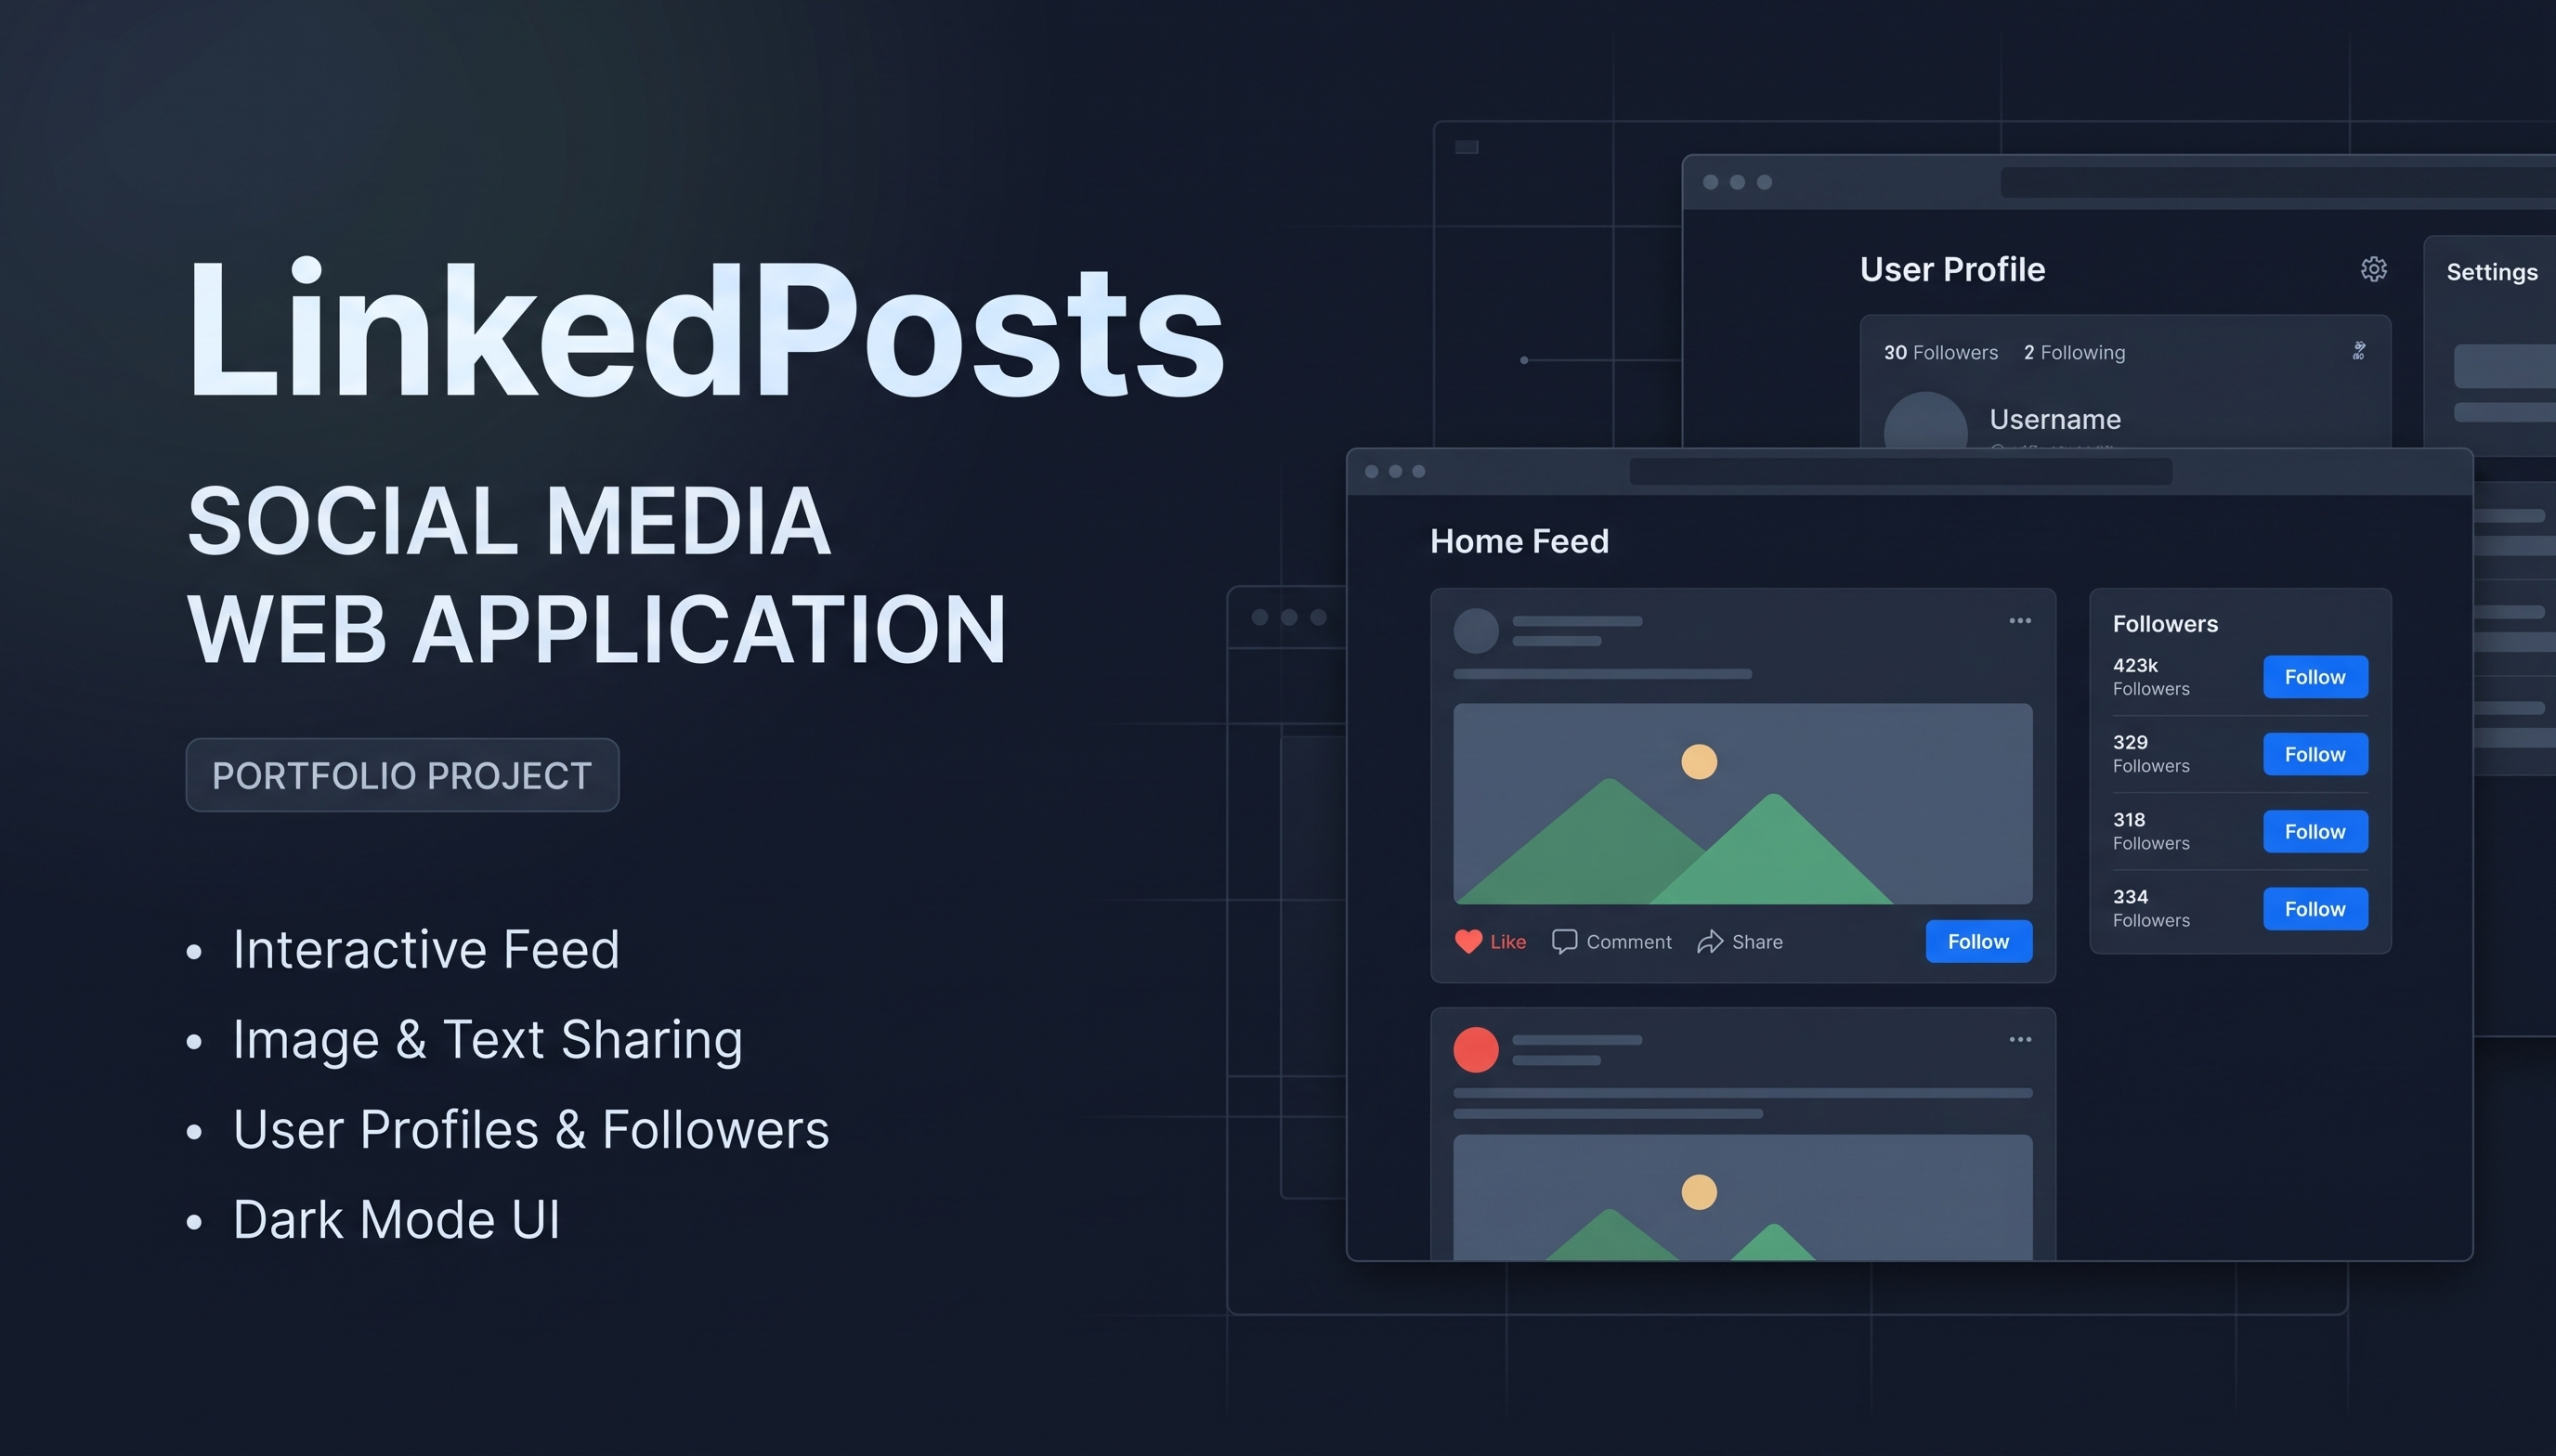 LinkedPosts
SOCIAL MEDIA
WEB APPLICATION
PORTFOLIO PROJECT
• Interactive Feed
• Image & Text Sharing
• User Profiles & Followers
• Dark Mode UI
User Profile
Settings
30 Followers 2 Following
Username
Home Feed
Like Comment Share Follow
Followers
423k
Followers
Follow
329
Followers
Follow
318
Followers
Follow
334
Followers
Follow